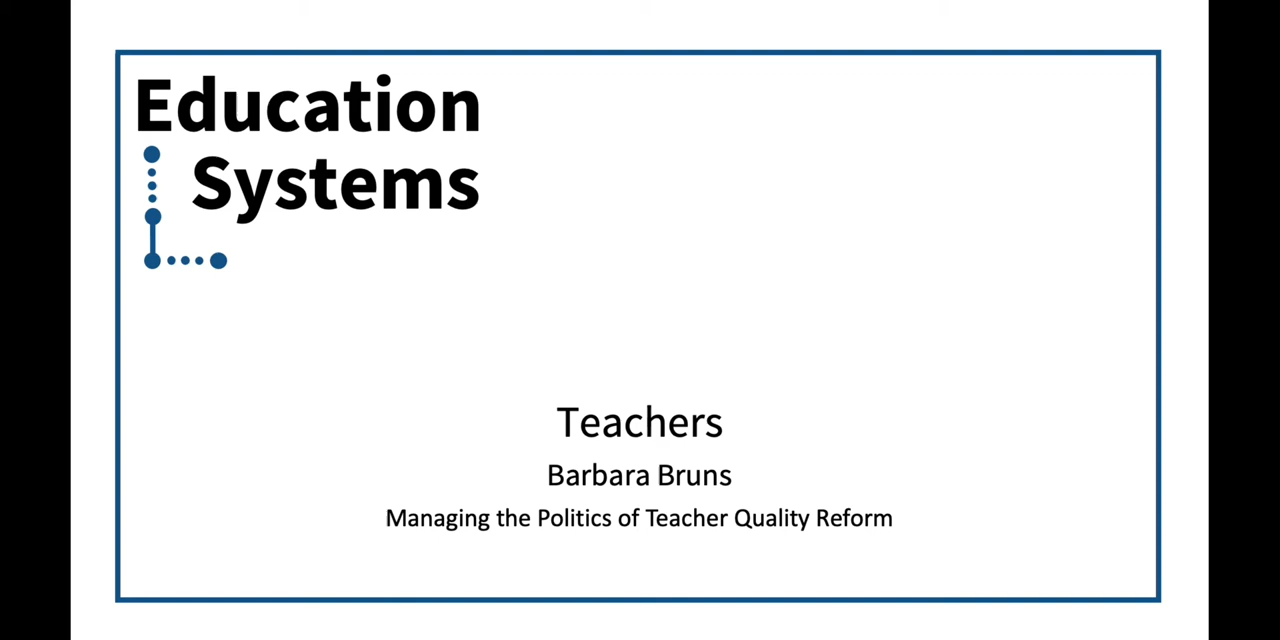 Education
Systems
Teachers
Barbara Bruns
Managing the Politics of Teacher Quality Reform